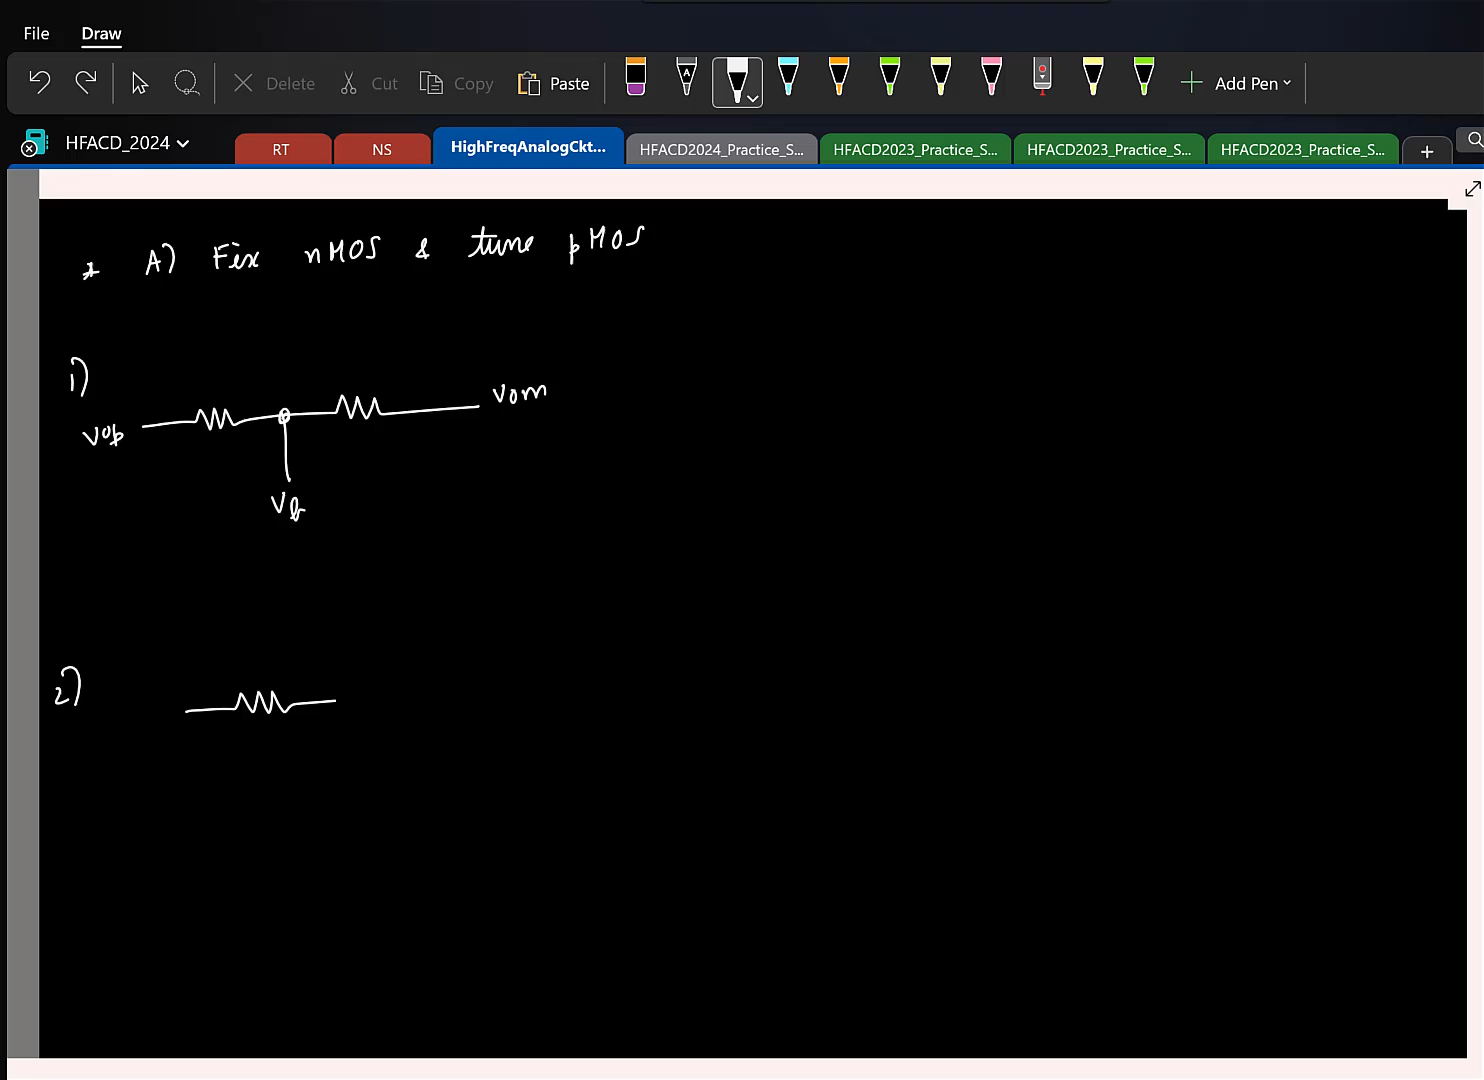 File Draw
Delete Cut Copy Paste Add Pen
HFACD_2024 RT NS HighFreqAnalogCkt... HFACD2024_Practice_S... HFACD2023_Practice_S... HFACD2023_Practice_S... HFACD2023_Practice_S...
* A) Fix nMOS & tune pMOS
i)
Vom
Vop
Vb
2)